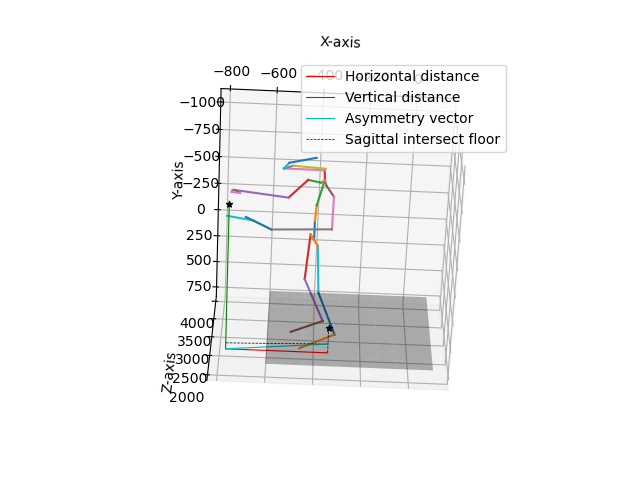 X-axis
−800 −600 −400
Horizontal distance
Vertical distance
Asymmetry vector
Sagittal intersect floor
Y-axis
−1000
−750
−500
−250
0
250
500
750
Z-axis
4000
3500
3000
2500
2000